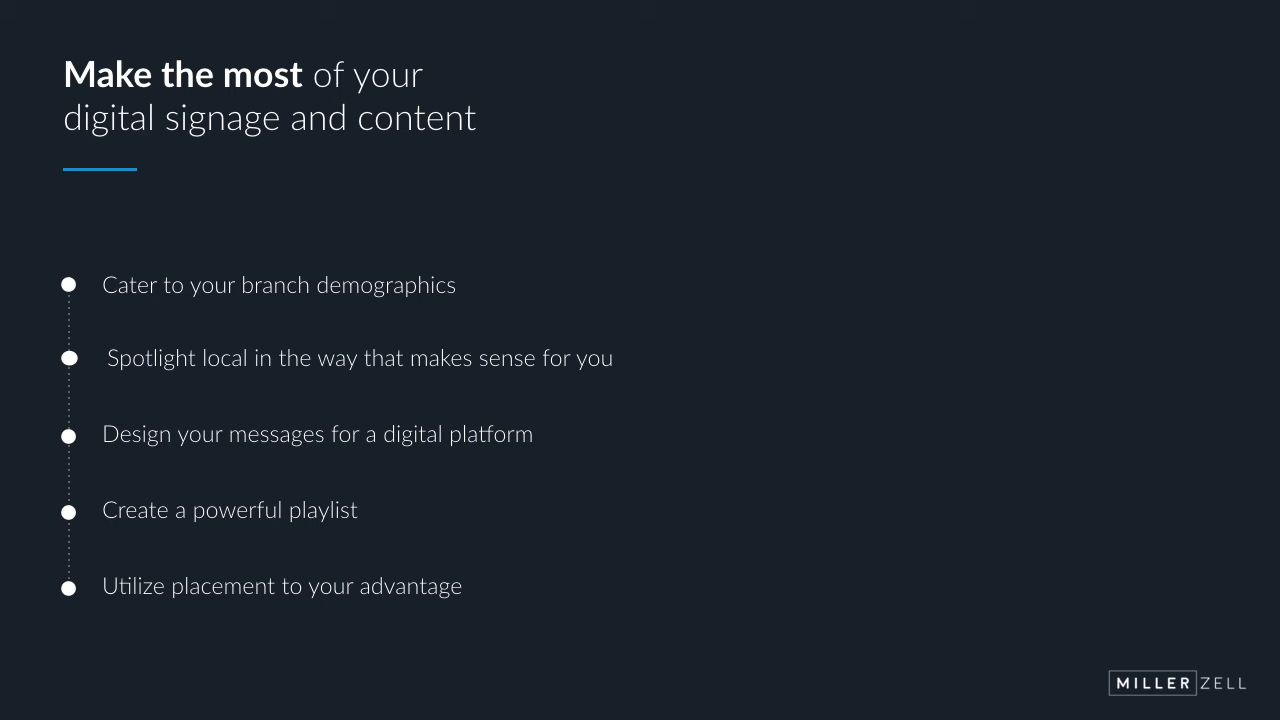 Make the most of your
digital signage and content
Cater to your branch demographics
Spotlight local in the way that makes sense for you
Design your messages for a digital platform
Create a powerful playlist
Utilize placement to your advantage
MILLER ZELL